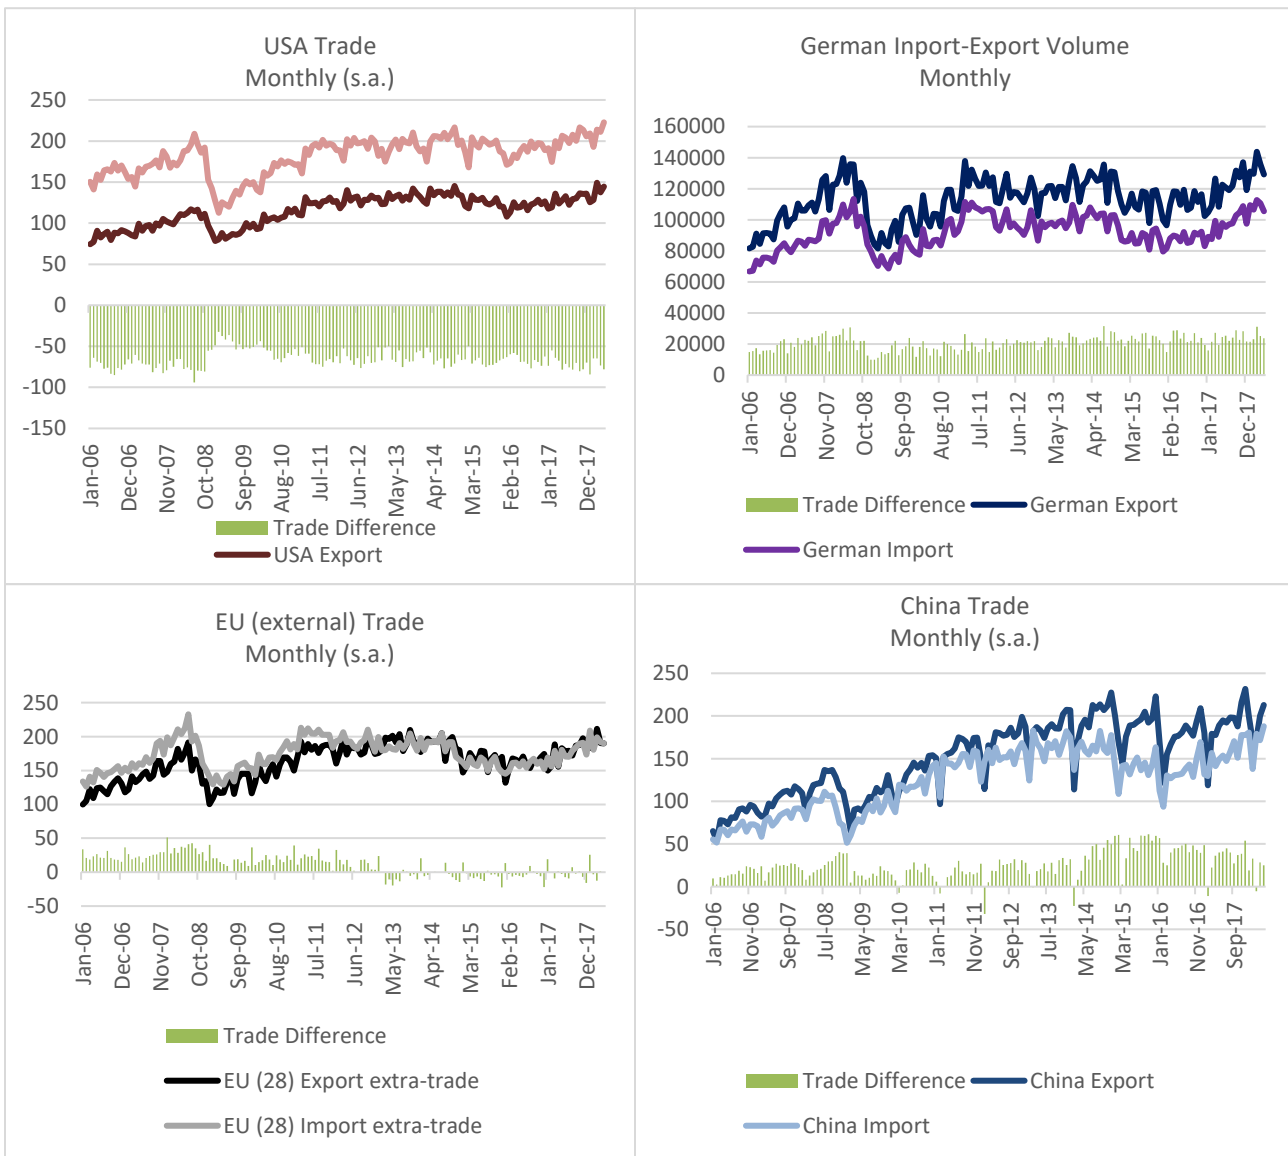 USA Trade
Monthly (s.a.)
250
200
150
100
50
0
-50
-100
-150
Jan-06
Dec-06
Nov-07
Oct-08
Sep-09
Aug-10
Jul-11
Jun-12
May-13
Apr-14
Mar-15
Feb-16
Jan-17
Dec-17
Trade Difference
USA Export
German Inport-Export Volume
Monthly
160000
140000
120000
100000
80000
60000
40000
20000
0
Jan-06
Dec-06
Nov-07
Oct-08
Sep-09
Aug-10
Jul-11
Jun-12
May-13
Apr-14
Mar-15
Feb-16
Jan-17
Dec-17
Trade Difference German Export
German Import
EU (external) Trade
Monthly (s.a.)
250
200
150
100
50
0
-50
Jan-06
Dec-06
Nov-07
Oct-08
Sep-09
Aug-10
Jul-11
Jun-12
May-13
Apr-14
Mar-15
Feb-16
Jan-17
Dec-17
Trade Difference
EU (28) Export extra-trade
EU (28) Import extra-trade
China Trade
Monthly (s.a.)
250
200
150
100
50
0
-50
Jan-06
Nov-06
Sep-07
Jul-08
May-09
Mar-10
Jan-11
Nov-11
Sep-12
Jul-13
May-14
Mar-15
Jan-16
Nov-16
Sep-17
Trade Difference China Export
China Import